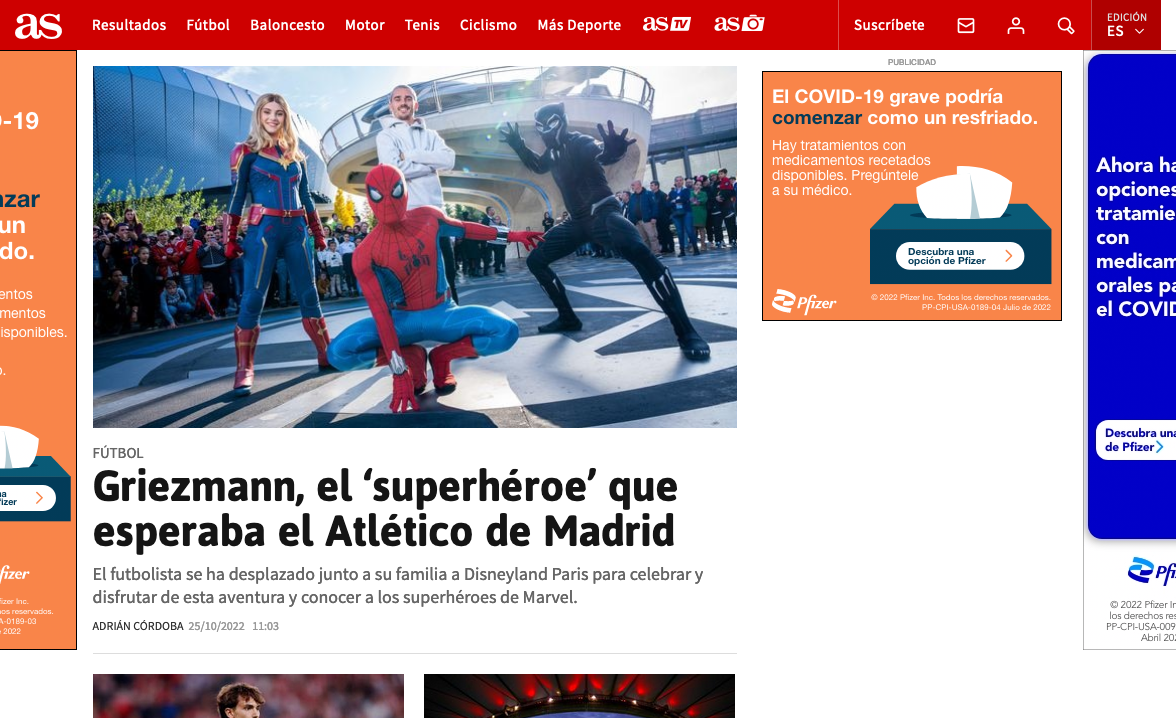 as
Resultados Fútbol Baloncesto Motor Tenis Ciclismo Más Deporte as TV as Suscríbete EDICIÓN
ES
-19
zar
un
do.
entos
mentos
isponibles.
o.
na
fizer
fizer
fizer Inc.
hos reservados.
A-0189-03
2022
FÚTBOL
Griezmann, el ‘superhéroe’ que
esperaba el Atlético de Madrid
El futbolista se ha desplazado junto a su familia a Disneyland Paris para celebrar y
disfrutar de esta aventura y conocer a los superhéroes de Marvel.
ADRIÁN CÓRDOBA 25/10/2022 11:03
PUBLICIDAD
El COVID-19 grave podría
comenzar como un resfriado.
Hay tratamientos con
medicamentos recetados
disponibles. Pregúntele
a su médico.
Descubra una
opción de Pfizer
Pfizer
© 2022 Pfizer Inc. Todos los derechos reservados.
PP-CPI-USA-0189-04 Julio de 2022
Ahora ha
opciones
tratamie
con
medicam
orales pa
el COVID
Descubra una
de Pfizer
Pfi
© 2022 Pfizer In
los derechos res
PP-CPI-USA-009
Abril 202